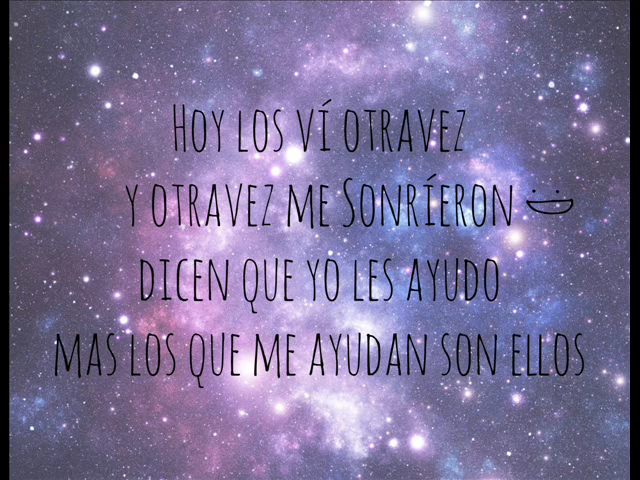 Hoy los ví otravez
y otravez me Sonríeron
dicen que yo les ayudo
mas los que me ayudan son ellos